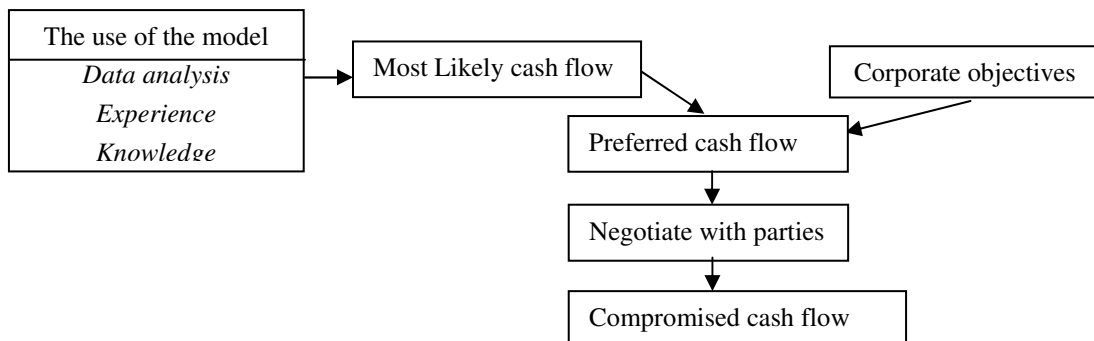 The use of the model
Data analysis
Experience
Knowledge
Most Likely cash flow
Corporate objectives
Preferred cash flow
Negotiate with parties
Compromised cash flow